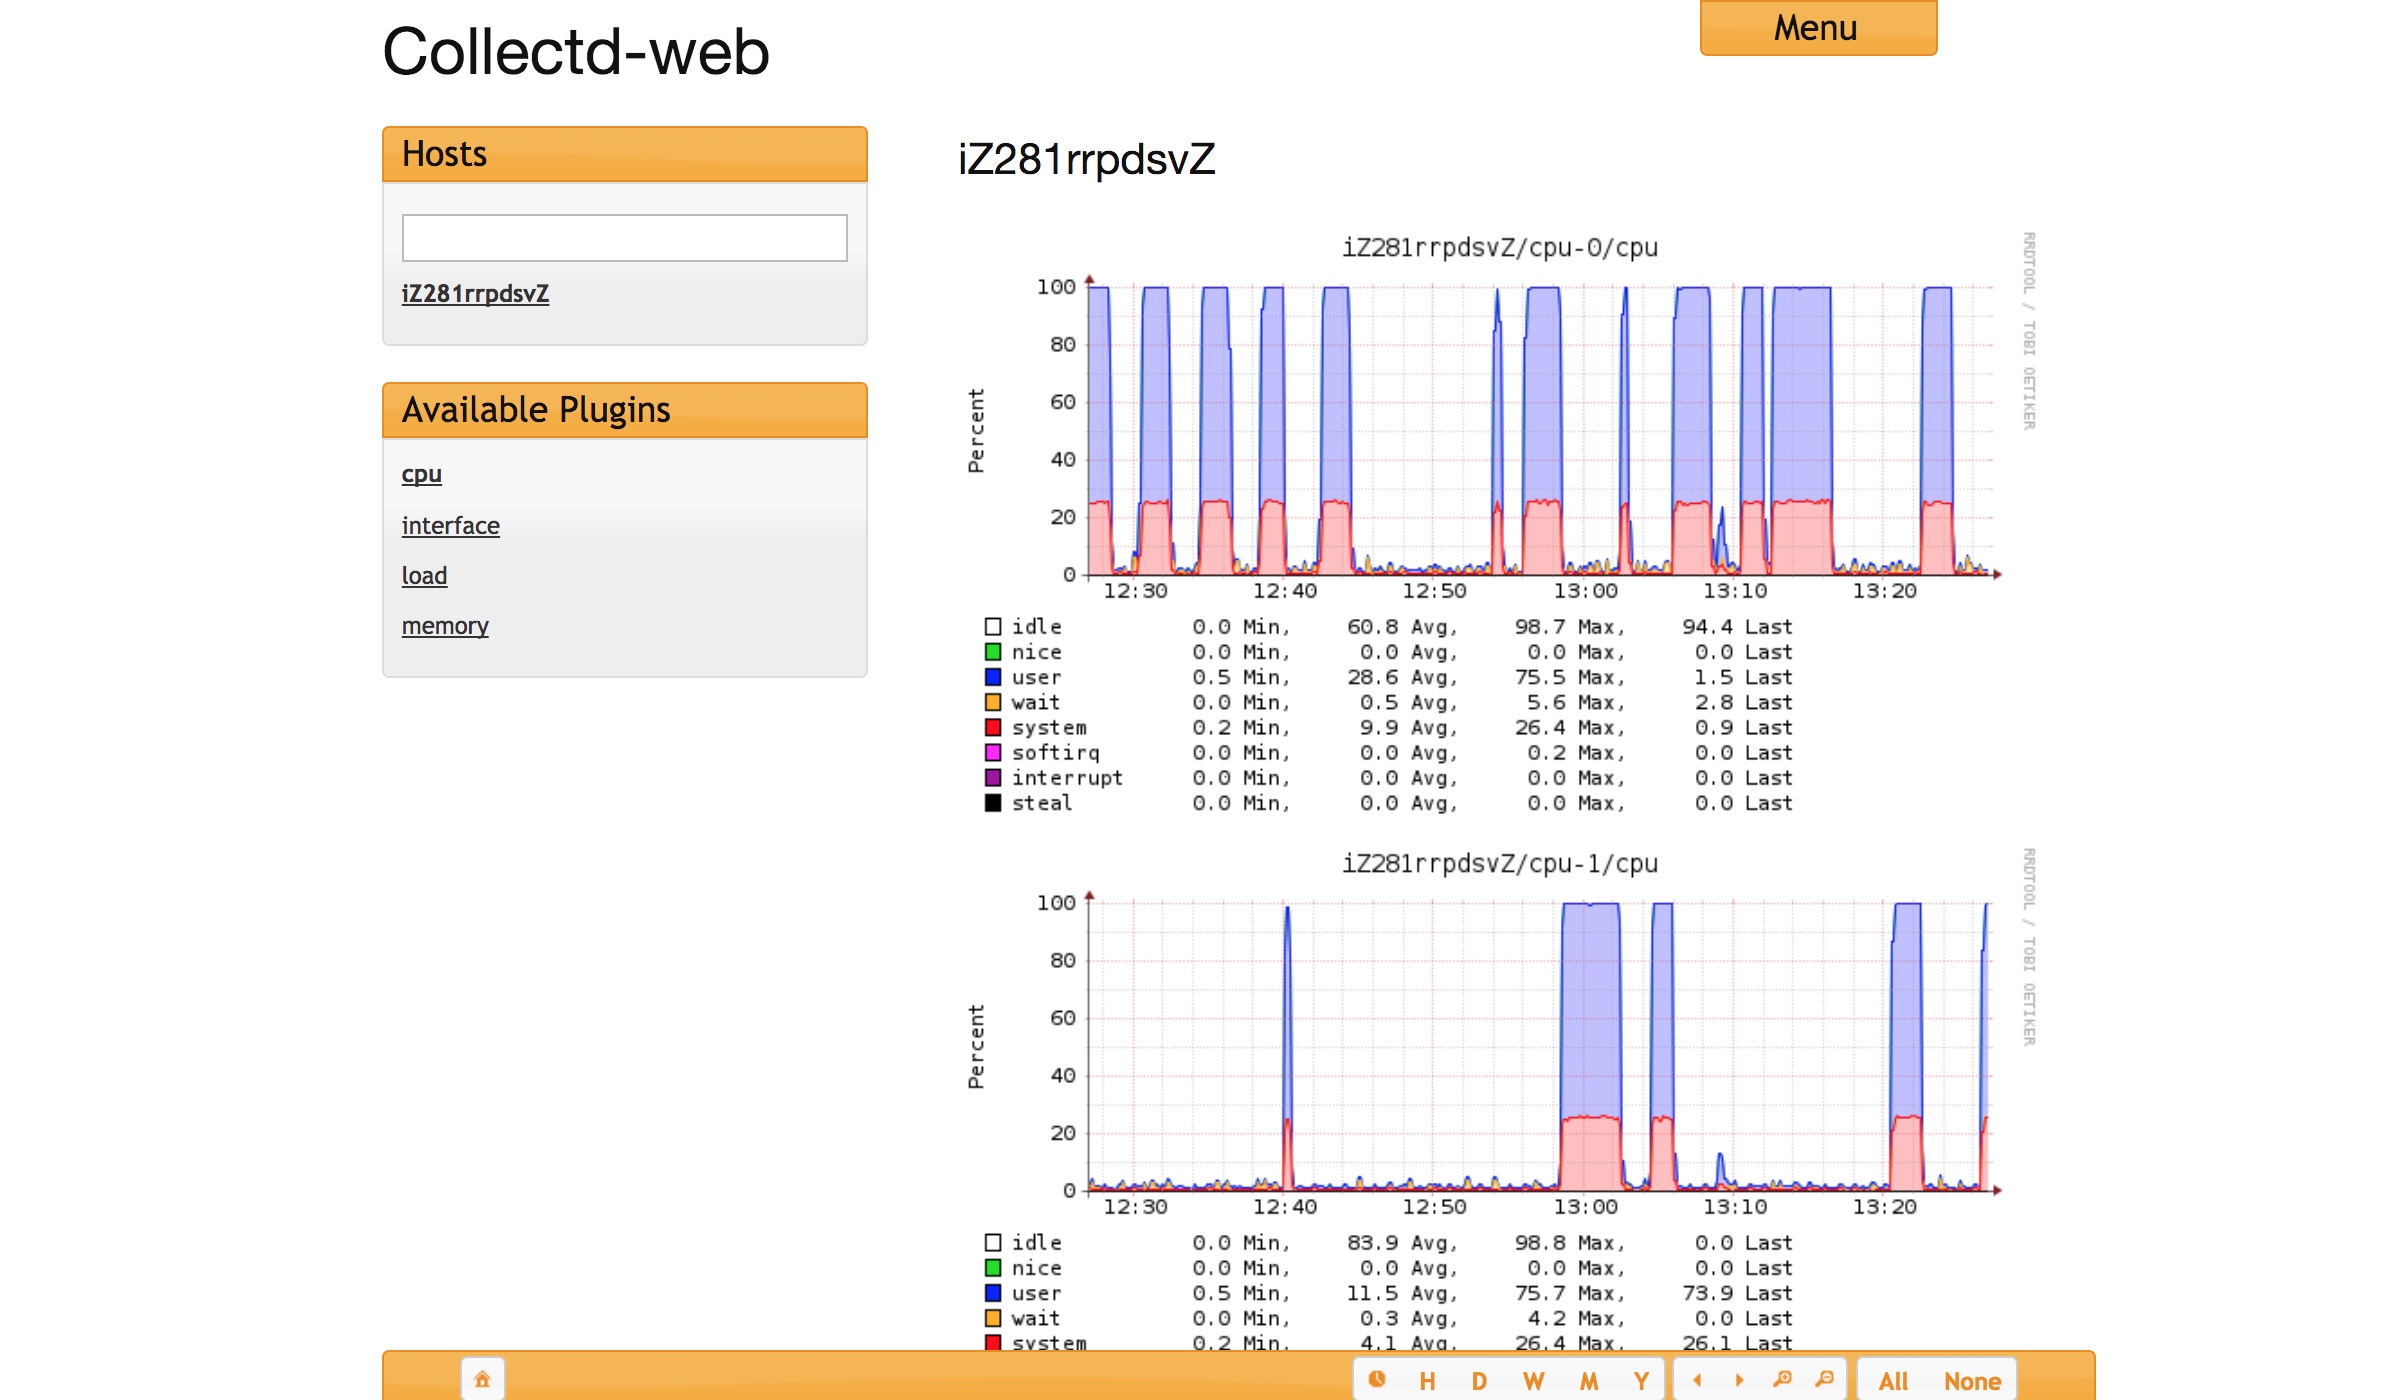 Collectd-web
Menu
Hosts
iZ281rrpdsvZ
Available Plugins
cpu
interface
load
memory
iZ281rrpdsvZ
iZ281rrpdsvZ/cpu-0/cpu
RRDTOOL / TOBI OETIKER
Percent
100
80
60
40
20
0
12:30 12:40 12:50 13:00 13:10 13:20
idle 0.0 Min, 60.8 Avg, 98.7 Max, 94.4 Last
nice 0.0 Min, 0.0 Avg, 0.0 Max, 0.0 Last
user 0.5 Min, 28.6 Avg, 75.5 Max, 1.5 Last
wait 0.0 Min, 0.5 Avg, 5.6 Max, 2.8 Last
system 0.2 Min, 9.9 Avg, 26.4 Max, 0.9 Last
softirq 0.0 Min, 0.0 Avg, 0.2 Max, 0.0 Last
interrupt 0.0 Min, 0.0 Avg, 0.0 Max, 0.0 Last
steal 0.0 Min, 0.0 Avg, 0.0 Max, 0.0 Last
iZ281rrpdsvZ/cpu-1/cpu
RRDTOOL / TOBI OETIKER
Percent
100
80
60
40
20
0
12:30 12:40 12:50 13:00 13:10 13:20
idle 0.0 Min, 83.9 Avg, 98.8 Max, 0.0 Last
nice 0.0 Min, 0.0 Avg, 0.0 Max, 0.0 Last
user 0.5 Min, 11.5 Avg, 75.7 Max, 73.9 Last
wait 0.0 Min, 0.3 Avg, 4.2 Max, 0.0 Last
system 0.2 Min, 4.1 Avg, 26.4 Max, 26.1 Last
H D W M Y All None